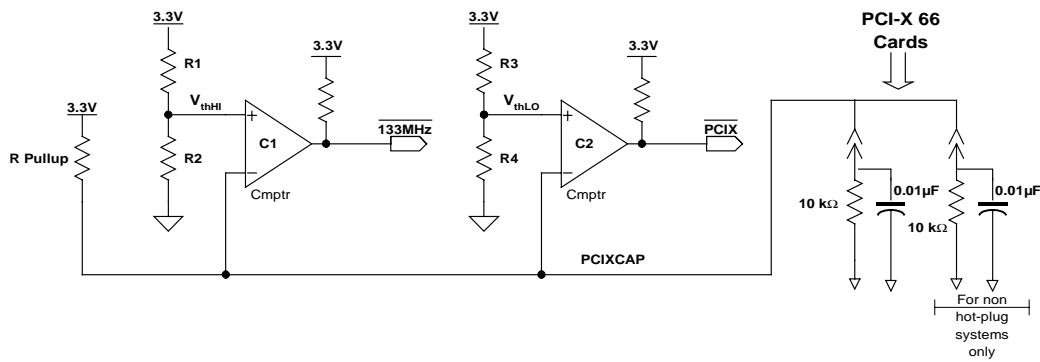 3.3V
R1
V_thHI
R2
3.3V
R Pullup
C1
Cmptr
3.3V
133MHz
3.3V
R3
V_thLO
R4
C2
Cmptr
3.3V
PCIX
PCIXCAP
PCI-X 66
Cards
10 kΩ
0.01µF
10 kΩ
0.01µF
For non
hot-plug
systems
only